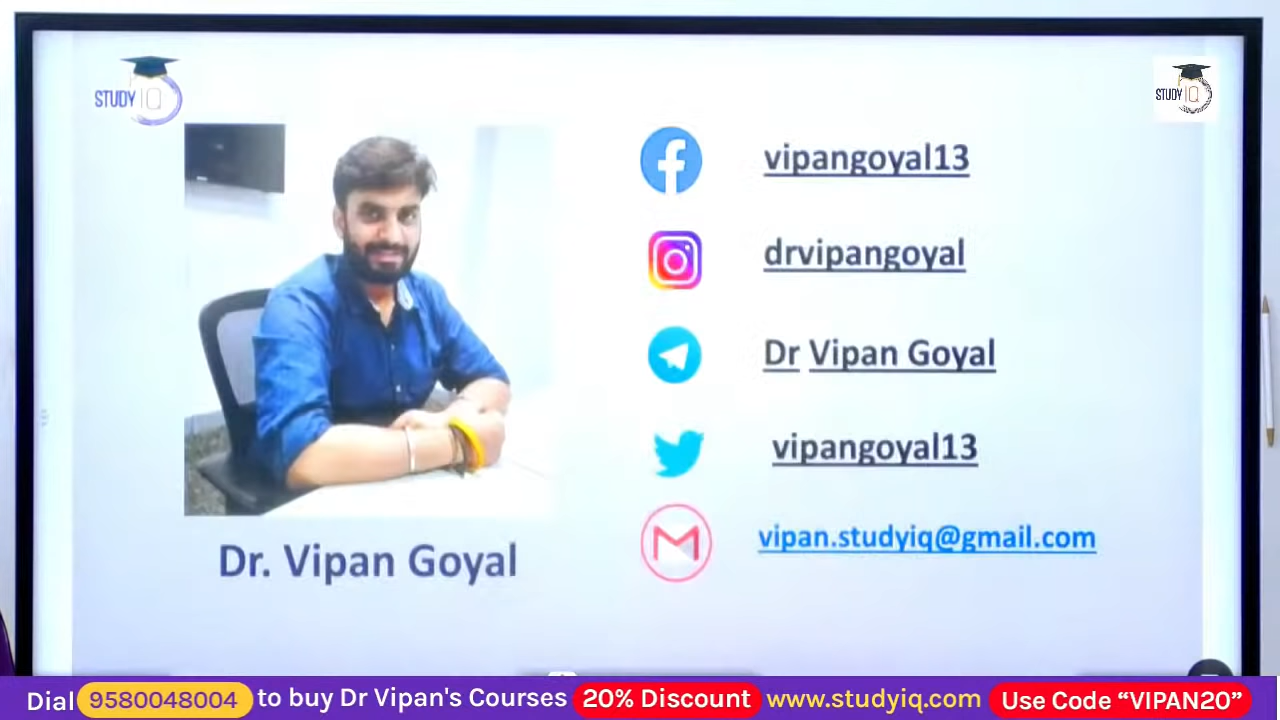 STUDY IQ
STUDY IQ
vipangoyal13
drvipangoyal
Dr Vipan Goyal
vipangoyal13
vipan.studyiq@gmail.com
Dr. Vipan Goyal
Dial 9580048004 to buy Dr Vipan's Courses 20% Discount www.studyiq.com Use Code “VIPAN20”